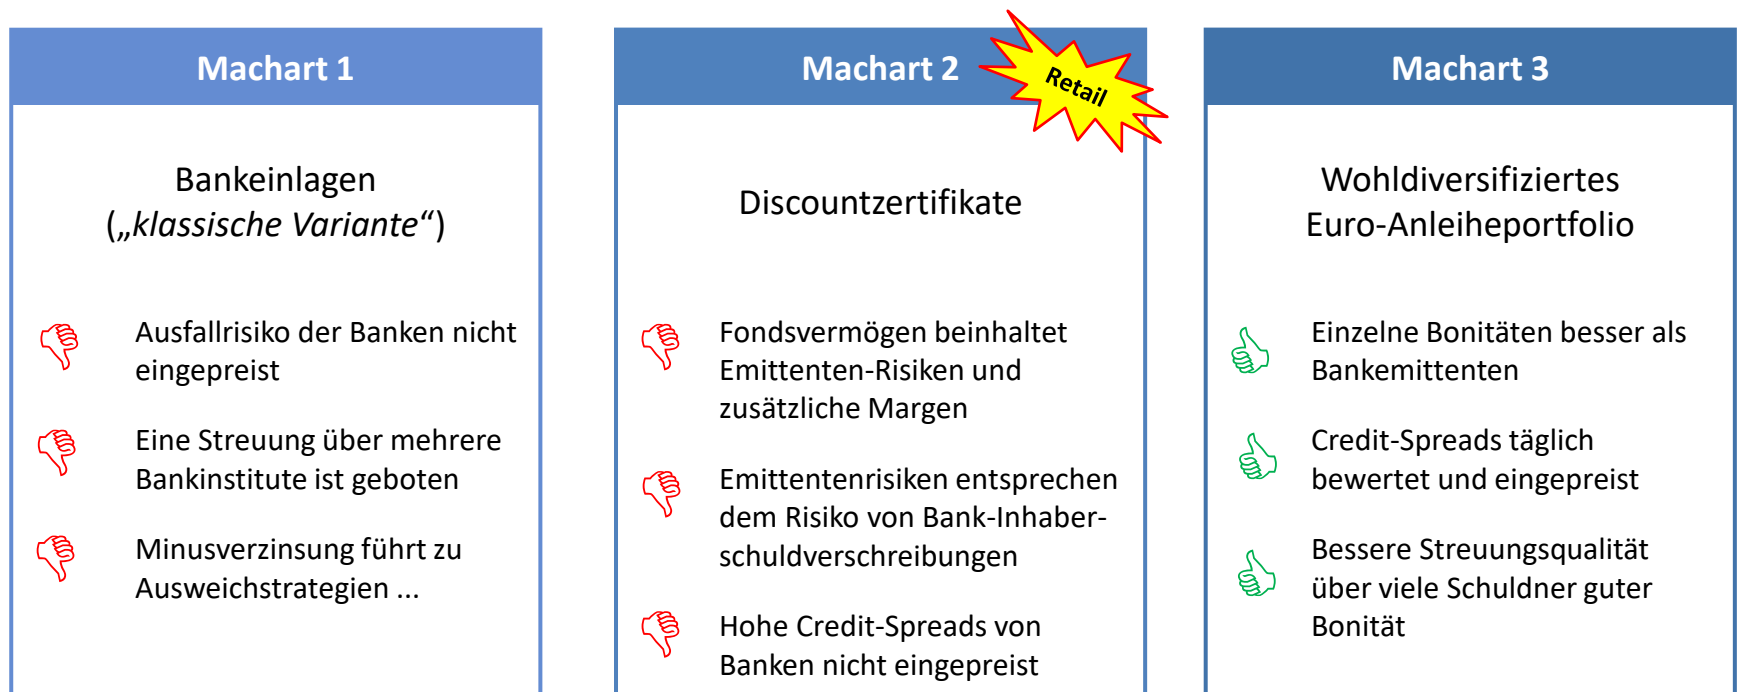 Machart 1
Bankeinlagen
(„klassische Variante“)
Ausfallrisiko der Banken nicht
eingepreist
Eine Streuung über mehrere
Bankinstitute ist geboten
Minusverzinsung führt zu
Ausweichstrategien ...
Machart 2
Retail
Discountzertifikate
Fondsvermögen beinhaltet
Emittenten-Risiken und
zusätzliche Margen
Emittentenrisiken entsprechen
dem Risiko von Bank-Inhaber-
schuldverschreibungen
Hohe Credit-Spreads von
Banken nicht eingepreist
Machart 3
Wohldiversifiziertes
Euro-Anleiheportfolio
Einzelne Bonitäten besser als
Bankemittenten
Credit-Spreads täglich
bewertet und eingepreist
Bessere Streuungsqualität
über viele Schuldner guter
Bonität